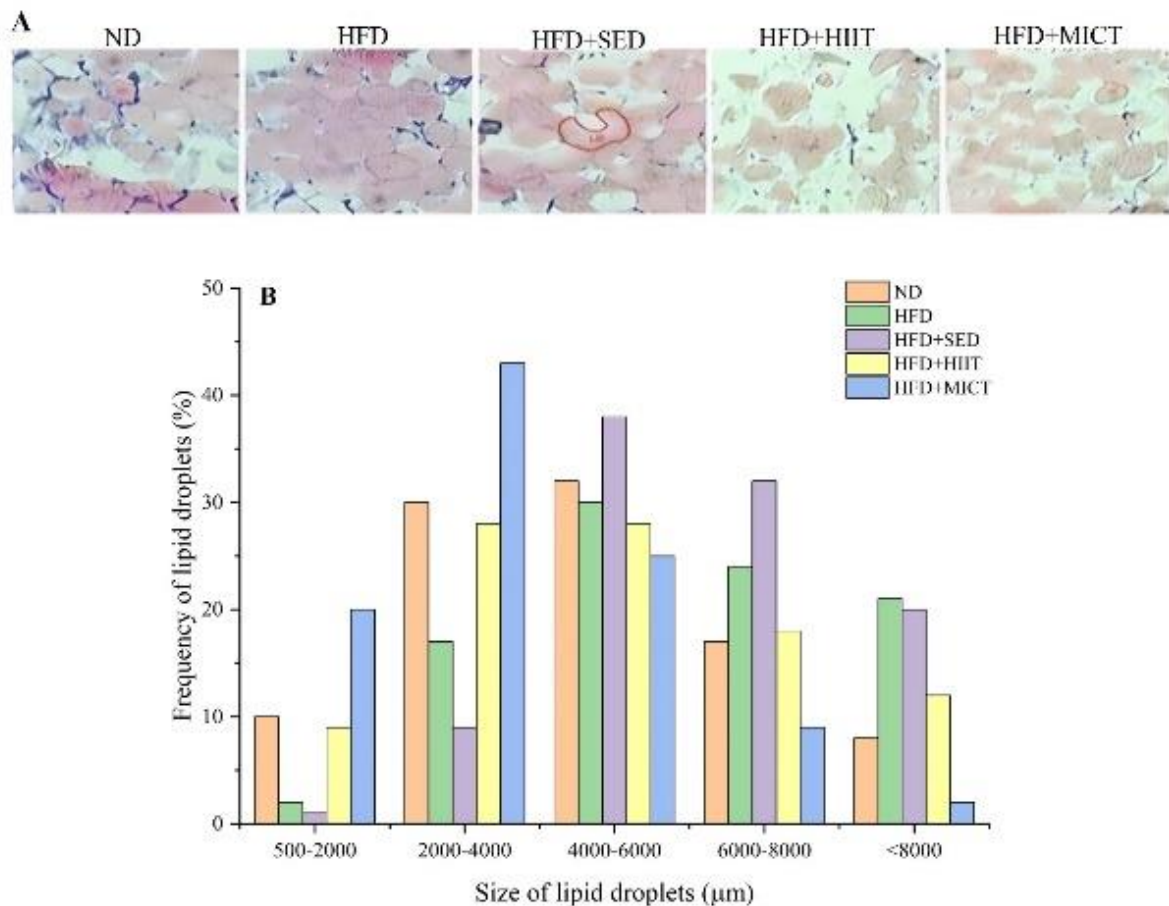 A
ND HFD HFD+SED HFD+HIIT HFD+MICT
B
ND
HFD
HFD+SED
HFD+HIIT
HFD+MICT
Frequency of lipid droplets (%)
50
40
30
20
10
0
500-2000 2000-4000 4000-6000 6000-8000 <8000
Size of lipid droplets (µm)